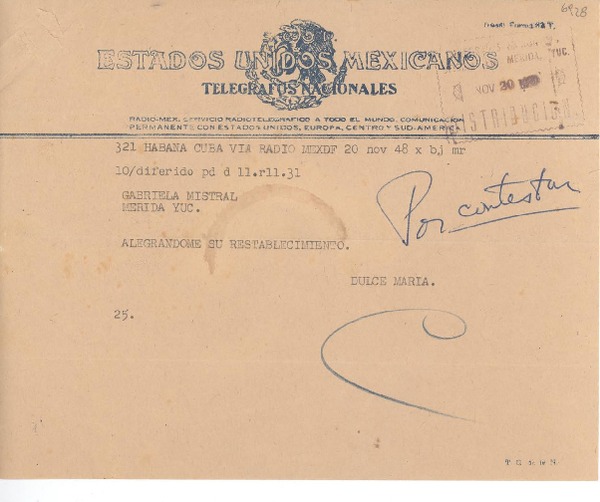 6928
ESTADOS UNIDOS MEXICANOS
TELEGRAFOS NACIONALES
MERIDA, YUC.
NOV 20
RADIO-MEX. SERVICIO RADIOTELEGRAFICO A TODO EL MUNDO. COMUNICACION
PERMANENTE CON ESTADOS UNIDOS, EUROPA, CENTRO Y SUD-AMERICA
321 HABANA CUBA VIA RADIO MEXDF 20 nov 48 x bj mr
10/diferido pd d 11.r11.31
GABRIELA MISTRAL
MERIDA YUC.
Por contestar
ALEGRANDOME SU RESTABLECIMIENTO.
DULCE MARIA.
25.